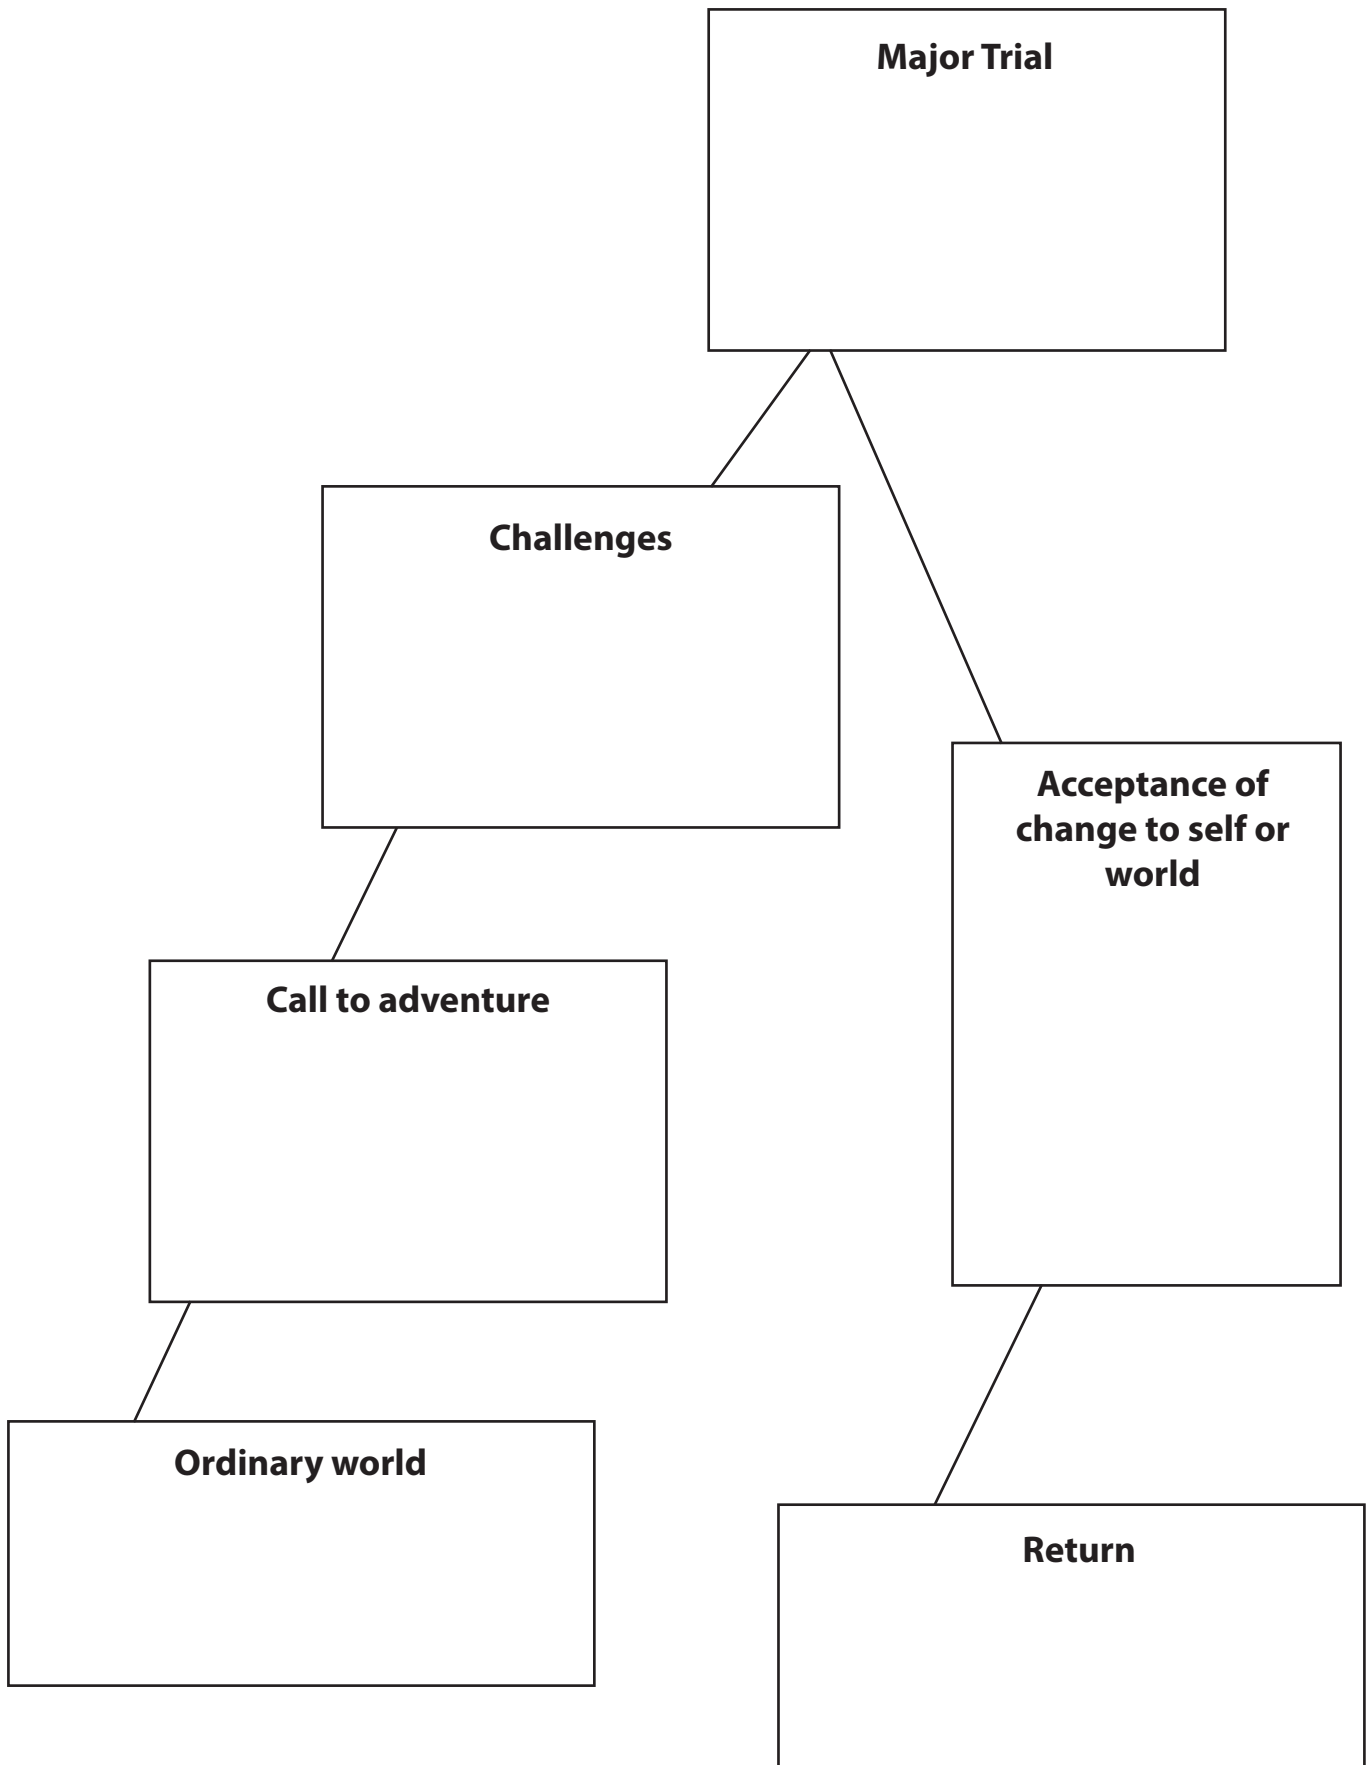 Major Trial
Challenges
Acceptance of
change to self or
world
Call to adventure
Ordinary world
Return